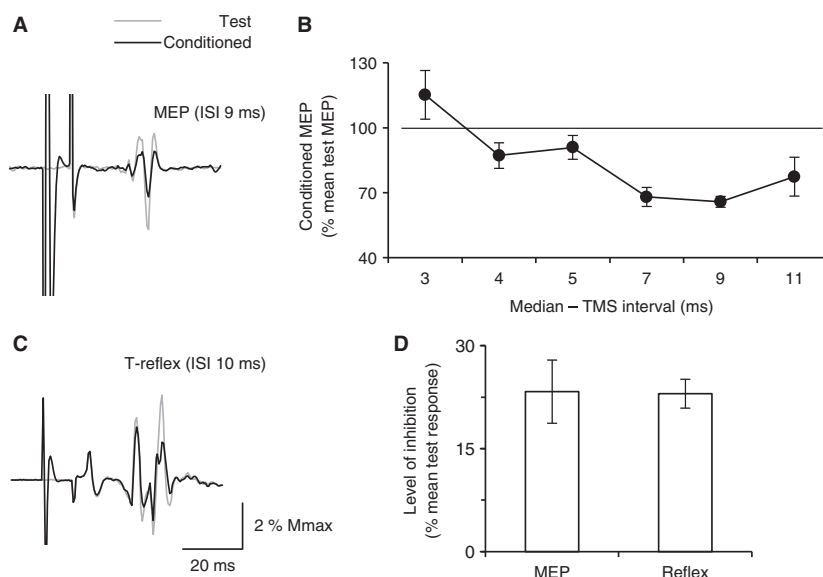 A
Test
Conditioned
MEP (ISI 9 ms)
B
130
100
70
40
Conditioned MEP
(% mean test MEP)
3 4 5 7 9 11
Median – TMS interval (ms)
C
T-reflex (ISI 10 ms)
2 % Mmax
20 ms
D
30
15
0
Level of inhibition
(% mean test response)
MEP Reflex